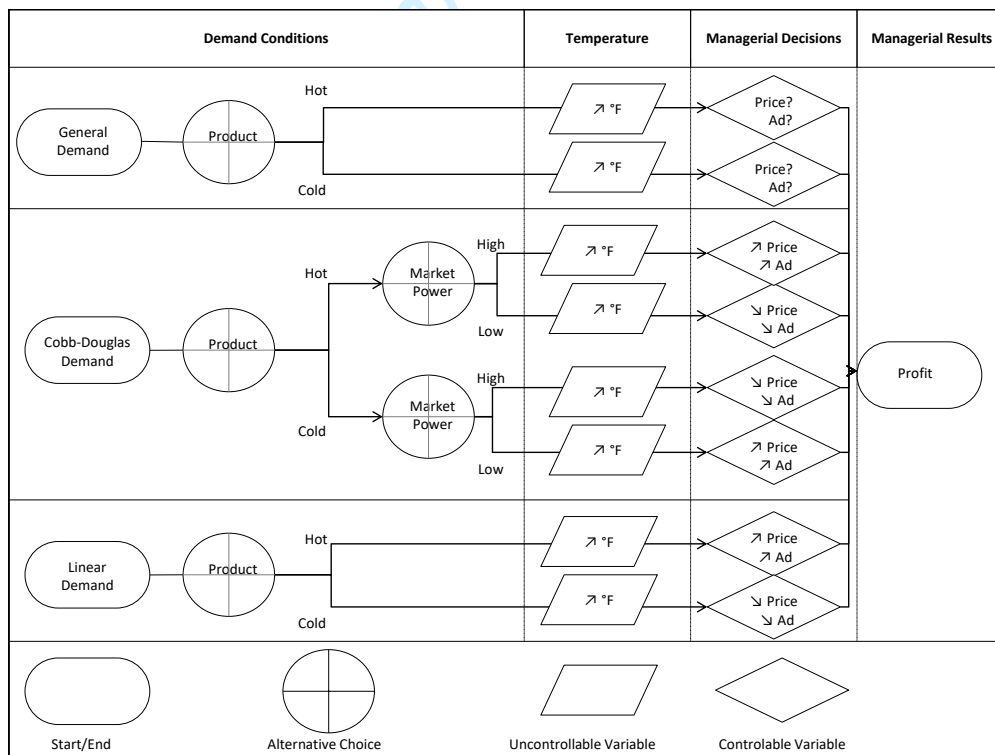 Demand Conditions
Temperature
Managerial Decisions
Managerial Results
General
Demand
Product
Hot
Cold
↗ °F
↗ °F
Price?
Ad?
Price?
Ad?
Cobb-Douglas
Demand
Product
Hot
Cold
Market
Power
High
Low
Market
Power
High
Low
↗ °F
↗ °F
↗ °F
↗ °F
↗ Price
↗ Ad
↘ Price
↘ Ad
↘ Price
↘ Ad
↗ Price
↗ Ad
Profit
Linear
Demand
Product
Hot
Cold
↗ °F
↗ °F
↗ Price
↗ Ad
↘ Price
↘ Ad
Start/End
Alternative Choice
Uncontrollable Variable
Controlable Variable